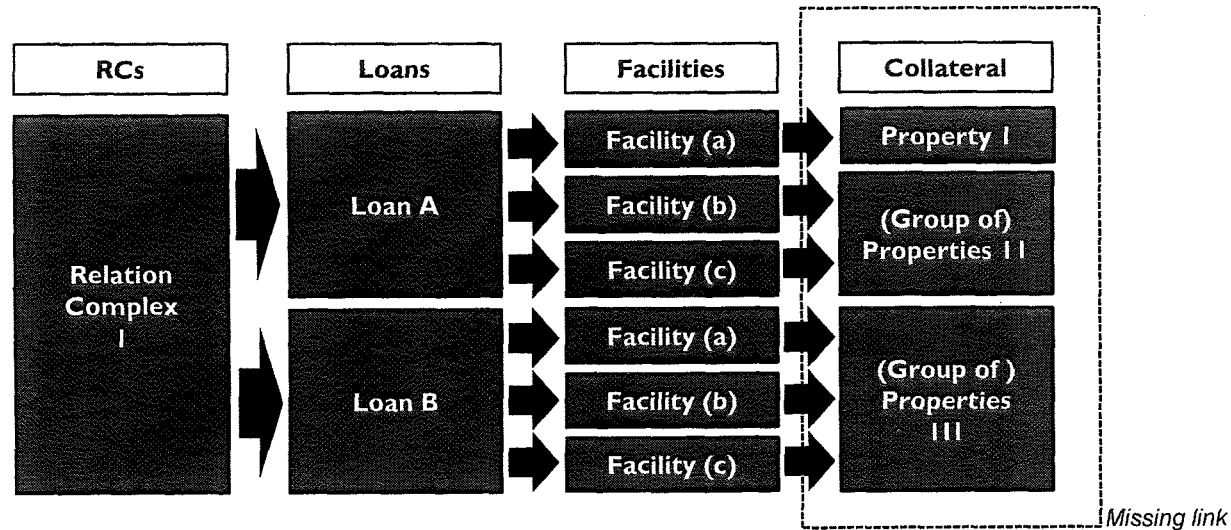 RCs
Loans
Facilities
Collateral
Relation
Complex
I
Loan A
Loan B
Facility (a)
Facility (b)
Facility (c)
Facility (a)
Facility (b)
Facility (c)
Property I
(Group of)
Properties II
(Group of )
Properties
III
Missing link